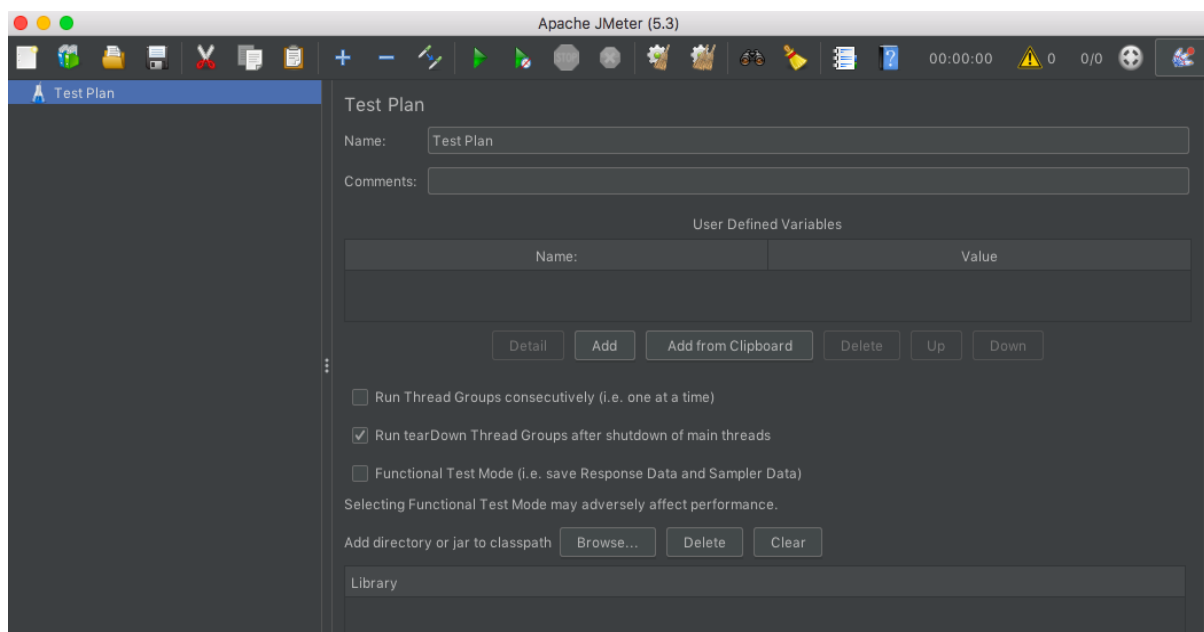 Apache JMeter (5.3)
STOP
00:00:00
0
0/0
Test Plan
Test Plan
Name:
Test Plan
Comments:
User Defined Variables
Name:
Value
Detail
Add
Add from Clipboard
Delete
Up
Down
Run Thread Groups consecutively (i.e. one at a time)
Run tearDown Thread Groups after shutdown of main threads
Functional Test Mode (i.e. save Response Data and Sampler Data)
Selecting Functional Test Mode may adversely affect performance.
Add directory or jar to classpath
Browse...
Delete
Clear
Library